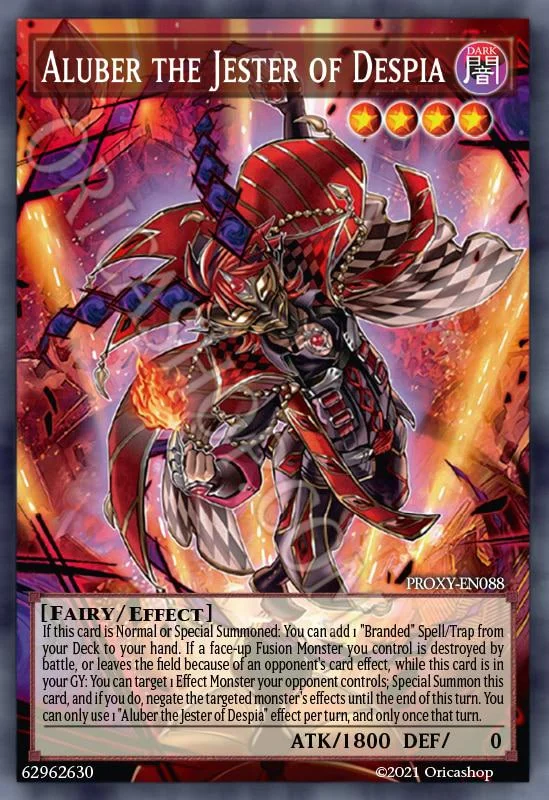 ALUBER THE JESTER OF DESPIA
DARK
闇
ORICASHOP.COM
PROXY-EN088
[FAIRY/EFFECT]
If this card is Normal or Special Summoned: You can add 1 "Branded" Spell/Trap from
your Deck to your hand. If a face-up Fusion Monster you control is destroyed by
battle, or leaves the field because of an opponent's card effect, while this card is in
your GY: You can target 1 Effect Monster your opponent controls; Special Summon this
card, and if you do, negate the targeted monster's effects until the end of this turn. You
can only use 1 "Aluber the Jester of Despia" effect per turn, and only once that turn.
ATK/1800 DEF/ 0
62962630
©2021 Oricashop